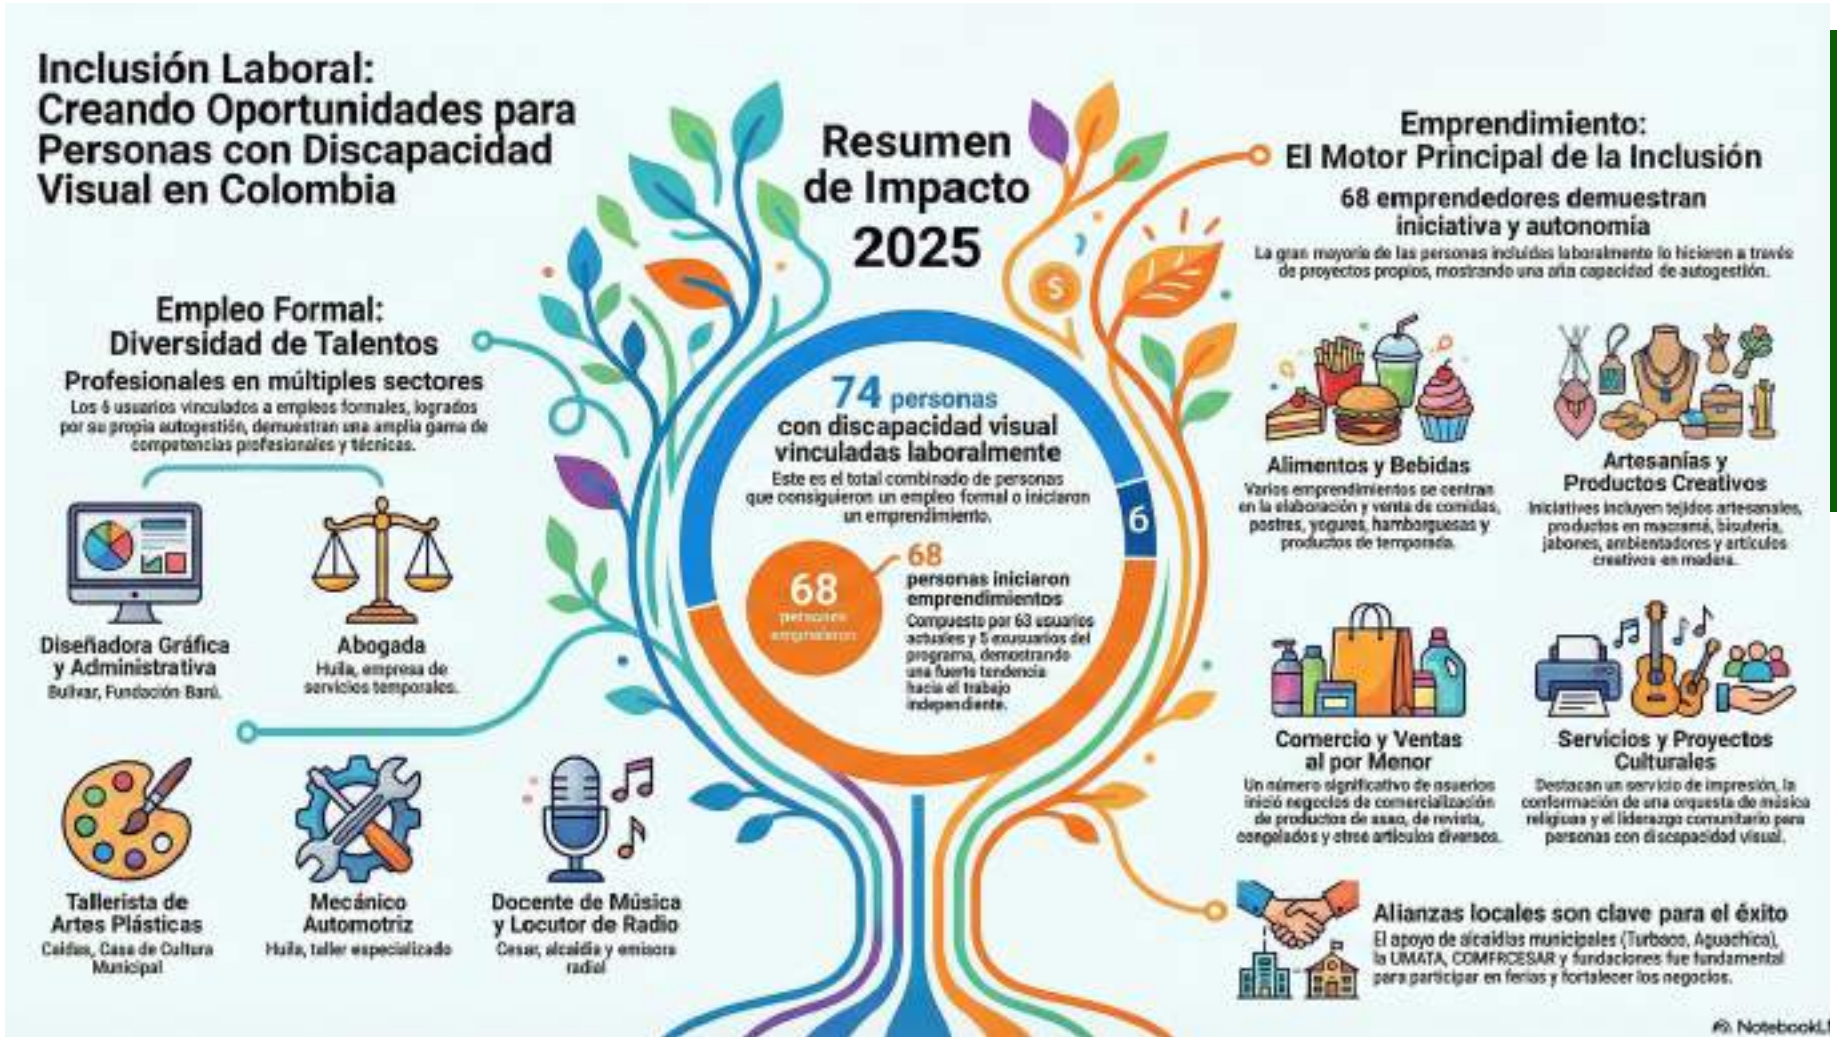 Inclusión Laboral:
Creando Oportunidades para
Personas con Discapacidad
Visual en Colombia
Empleo Formal:
Diversidad de Talentos
Profesionales en múltiples sectores
Los 6 usuarios vinculados a empleos formales, logrados
por su propia autogestión, demuestran una amplia gama de
competencias profesionales y técnicas.
Diseñadora Gráfica
y Administrativa
Bulivar, Fundación Barú.
Abogada
Huila, empresa de
servicios temporales.
Tallerista de
Artes Plásticas
Caldas, Casa de Cultura
Municipal
Mecánico
Automotriz
Huila, taller especializado
Docente de Música
y Locutor de Radio
Cesar, alcaldía y emisora
radial
Resumen
de Impacto
2025
74 personas
con discapacidad visual
vinculadas laboralmente
Este es el total combinado de personas
que consiguieron un empleo formal o iniciaron
un emprendimiento.
6
68
personas
68
personas iniciaron
emprendimientos
Compuesto por 63 usuarios
actuales y 5 exusuarios del
programa, demostrando
una fuerte tendencia
hacia el trabajo
independiente.
Emprendimiento:
El Motor Principal de la Inclusión
68 emprendedores demuestran
iniciativa y autonomía
La gran mayoría de las personas incluidas laboralmente lo hicieron a través
de proyectos propios, mostrando una aña capacidad de autogestión.
Alimentos y Bebidas
Varios emprendimientos se centran
en la elaboración y venta de comidas,
postres, yogures, hamborguesas y
productos de temporada.
Artesanías y
Productos Creativos
Iniciatives incluyen tejidos artesanales,
productos en macramé, bisutería,
jabones, ambientadores y artículos
creativos en madera.
Comercio y Ventas
al por Menor
Un número significativo de usuerios
inició negocios de comercialización
de productos de asao, de revista,
congelados y otros artículos diversos.
Servicios y Proyectos
Culturales
Destacan un servicio de impresión, la
conformación de una orquesta de música
religiusa y el liderazgo comunitario para
personas con discapacidad visual.
Alianzas locales son clave para el éxito
El apoyo de alcaldías municipales (Turbaco, Aguachica),
la UMATA, COMFRCESAR y fundaciones fue fundamental
para participar en ferias y fortalecer los negocios.
NotebookL